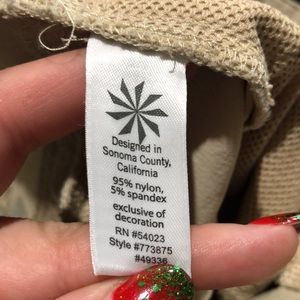 Designed in
Sonoma County,
California
95% nylon,
5% spandex
exclusive of
decoration
RN #54023
Style #773875
#49336